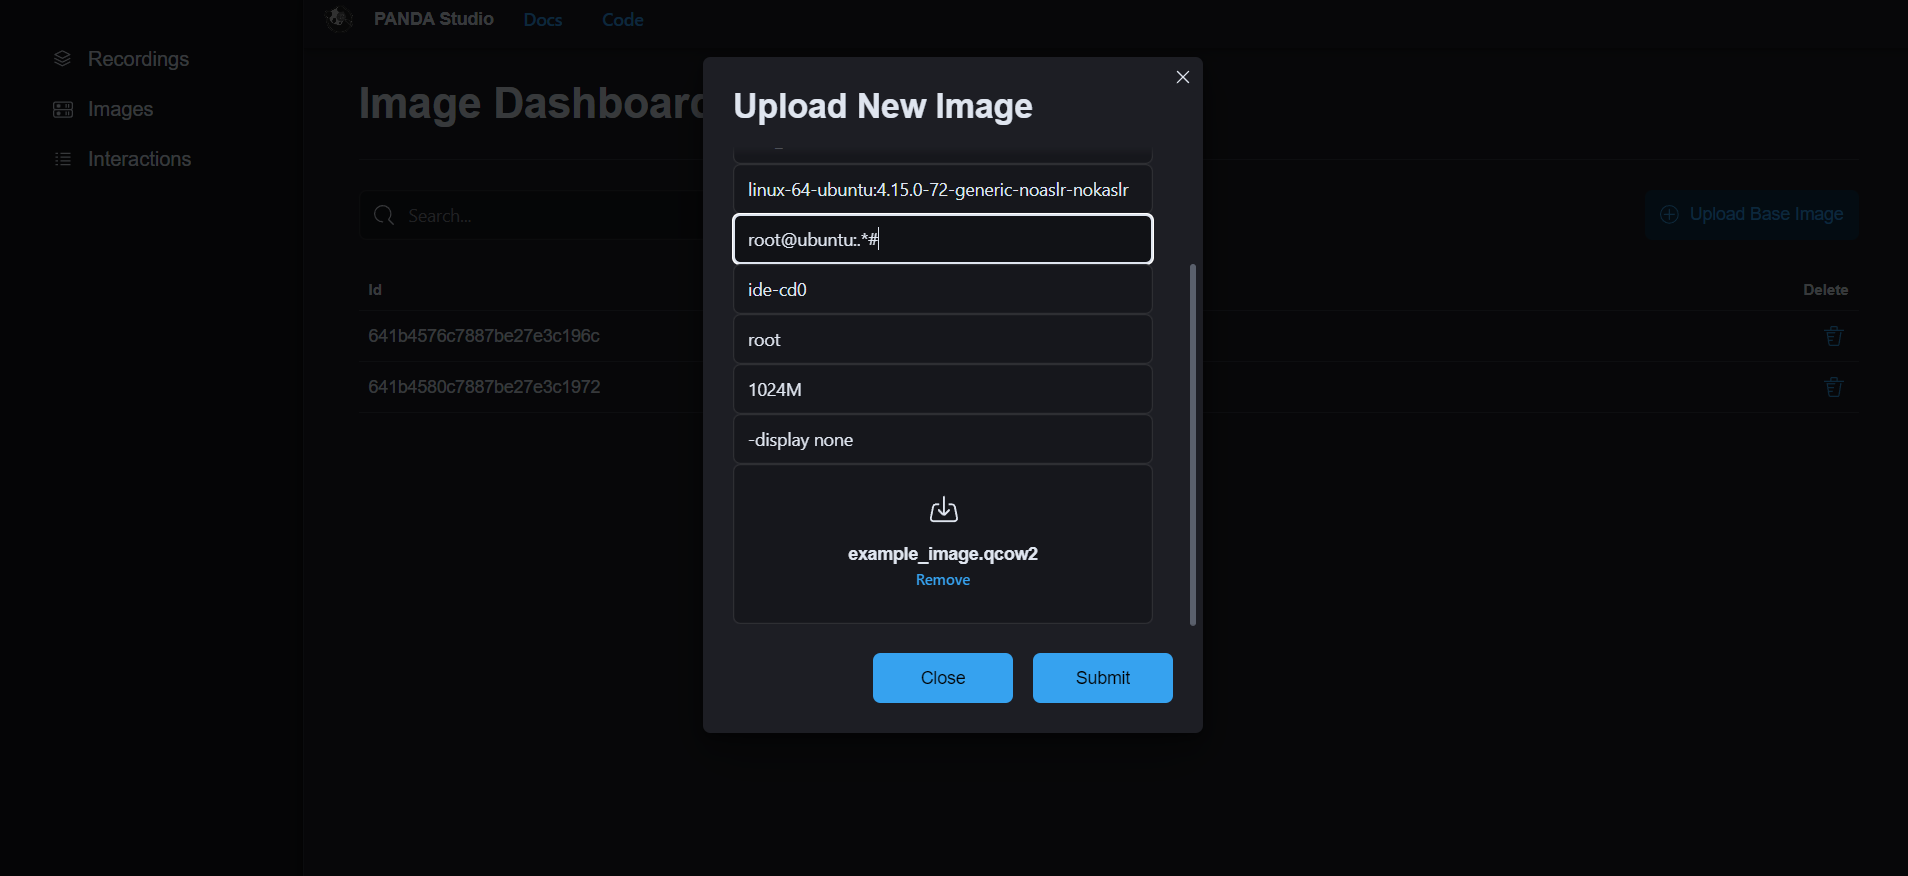 PANDA Studio Docs Code
Recordings
Images
Interactions
Image Dashboard
Search...
Upload Base Image
Id
Delete
641b4576c7887be27e3c196c
641b4580c7887be27e3c1972
Upload New Image
linux-64-ubuntu:4.15.0-72-generic-noaslr-nokaslr
root@ubuntu:.*#
ide-cd0
root
1024M
-display none
example_image.qcow2
Remove
Close
Submit